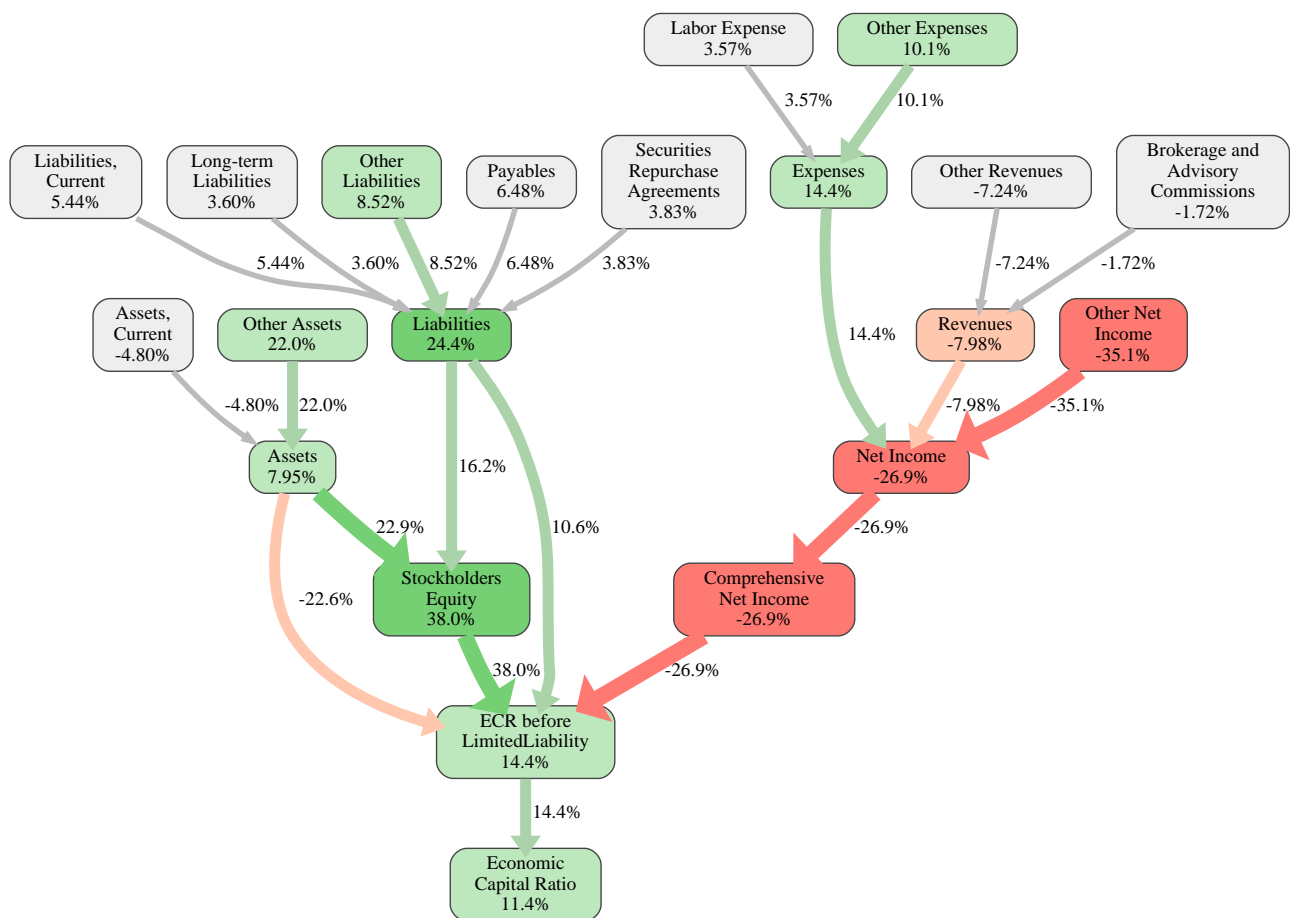 Labor Expense
3.57%
Other Expenses
10.1%
3.57%
10.1%
Liabilities,
Current
5.44%
Long-term
Liabilities
3.60%
Other
Liabilities
8.52%
Payables
6.48%
Securities
Repurchase
Agreements
3.83%
Expenses
14.4%
Other Revenues
-7.24%
Brokerage and
Advisory
Commissions
-1.72%
5.44%
3.60%
8.52%
6.48%
3.83%
-7.24%
-1.72%
Assets,
Current
-4.80%
Other Assets
22.0%
Liabilities
24.4%
14.4%
Revenues
-7.98%
Other Net
Income
-35.1%
-4.80%
22.0%
-7.98%
-35.1%
Assets
7.95%
16.2%
Net Income
-26.9%
22.9%
10.6%
-26.9%
Stockholders
Equity
38.0%
Comprehensive
Net Income
-26.9%
-22.6%
38.0%
-26.9%
ECR before
LimitedLiability
14.4%
14.4%
Economic
Capital Ratio
11.4%